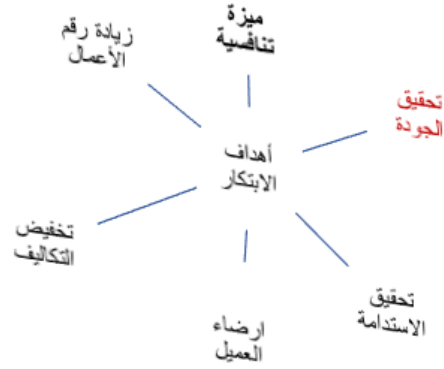 ميزة
تنافسية
زيادة رقم
الأعمال
تحقيق
الجودة
أهداف
الابتكار
تخفيض
التكاليف
تحقيق
الاستدامة
ارضاء
العميل